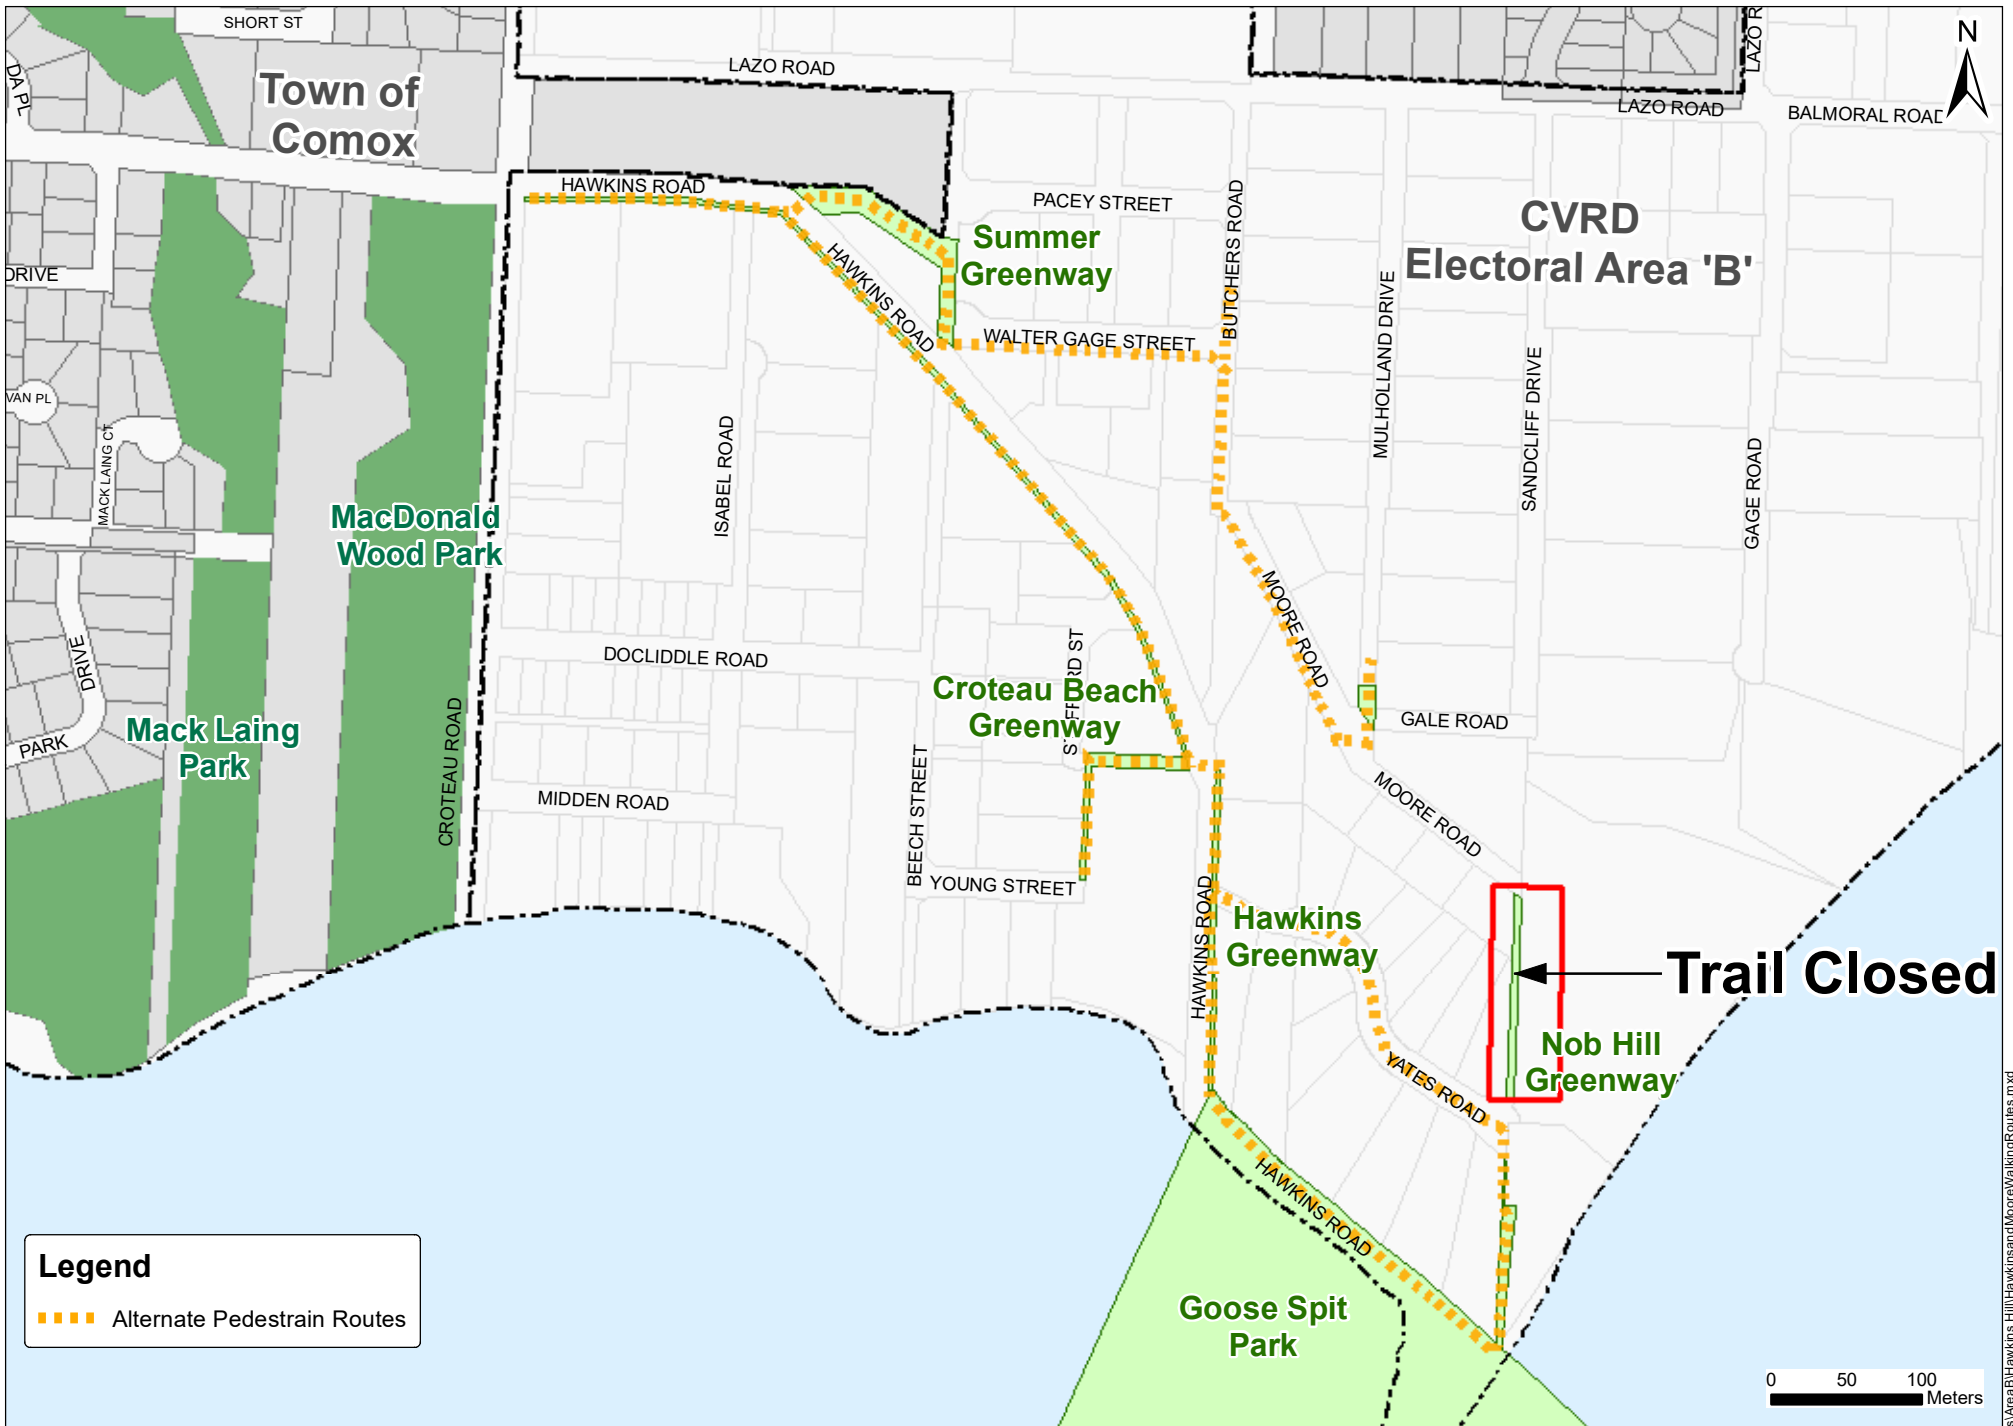 SHORT ST
LAZO ROAD
N
DA PL
Town of
Comox
LAZO ROAD
BALMORAL ROAD
HAWKINS ROAD
PACEY STREET
BUTCHERS ROAD
CVRD
Electoral Area 'B'
Summer
Greenway
HAWKINS ROAD
DRIVE
WALTER GAGE STREET
MULHOLLAND DRIVE
SANDCLIFF DRIVE
VAN PL
MACK LAING CT
ISABEL ROAD
GAGE ROAD
MacDonald
Wood Park
MOORE ROAD
DOCLIDDLE ROAD
DRIVE
Croteau Beach
Greenway
GALE ROAD
Mack Laing
Park
PARK
CROTEAU ROAD
MIDDEN ROAD
BEECH STREET
MOORE ROAD
YOUNG STREET
HAWKINS ROAD
Hawkins
Greenway
Trail Closed
Nob Hill
Greenway
YATES ROAD
HAWKINS ROAD
Goose Spit
Park
Legend
Alternate Pedestrain Routes
0 50 100
Meters